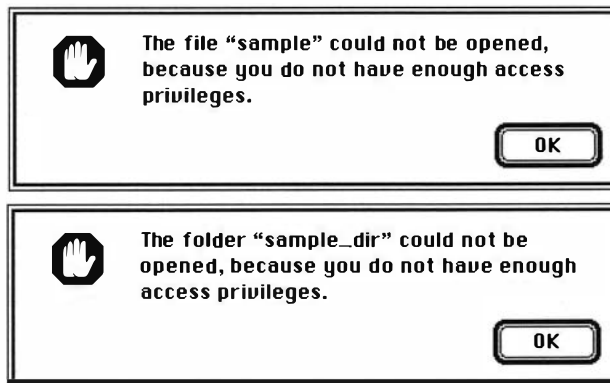 The file “sample” could not be opened,
because you do not have enough access
privileges.
OK
The folder “sample_dir” could not be
opened, because you do not have enough
access privileges.
OK